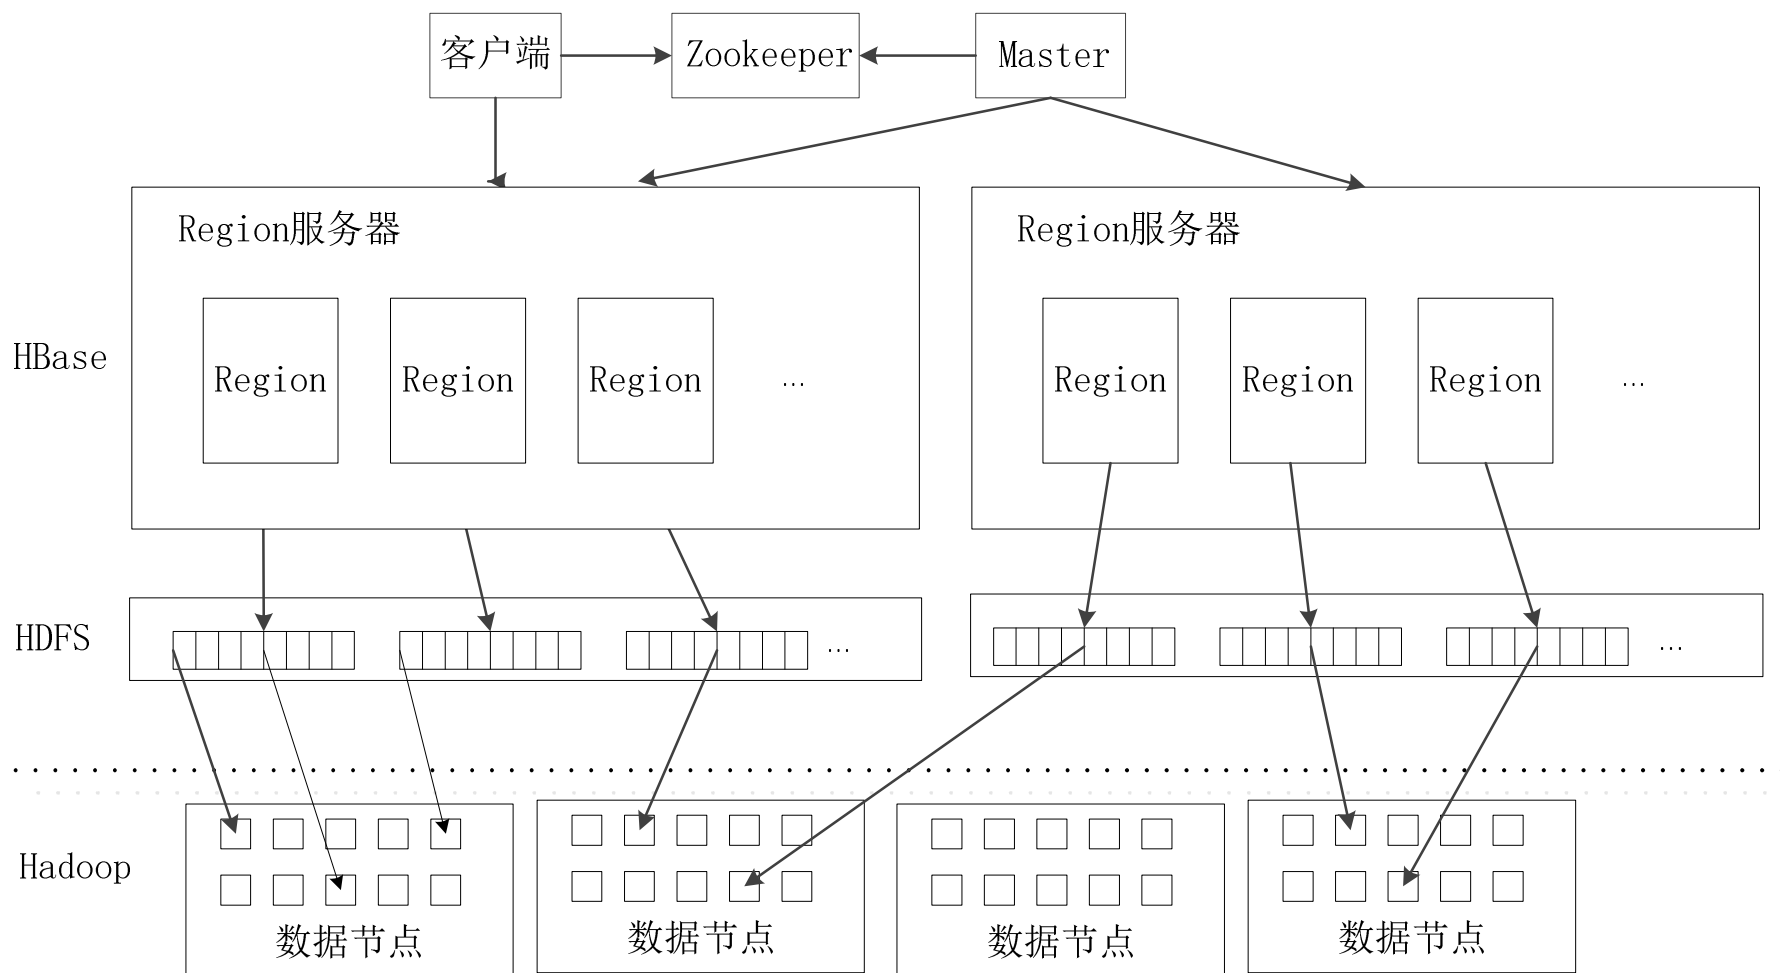 客户端
Zookeeper
Master
Region服务器
Region服务器
HBase
Region
Region
Region
...
Region
Region
Region
...
HDFS
...
...
Hadoop
数据节点
数据节点
数据节点
数据节点